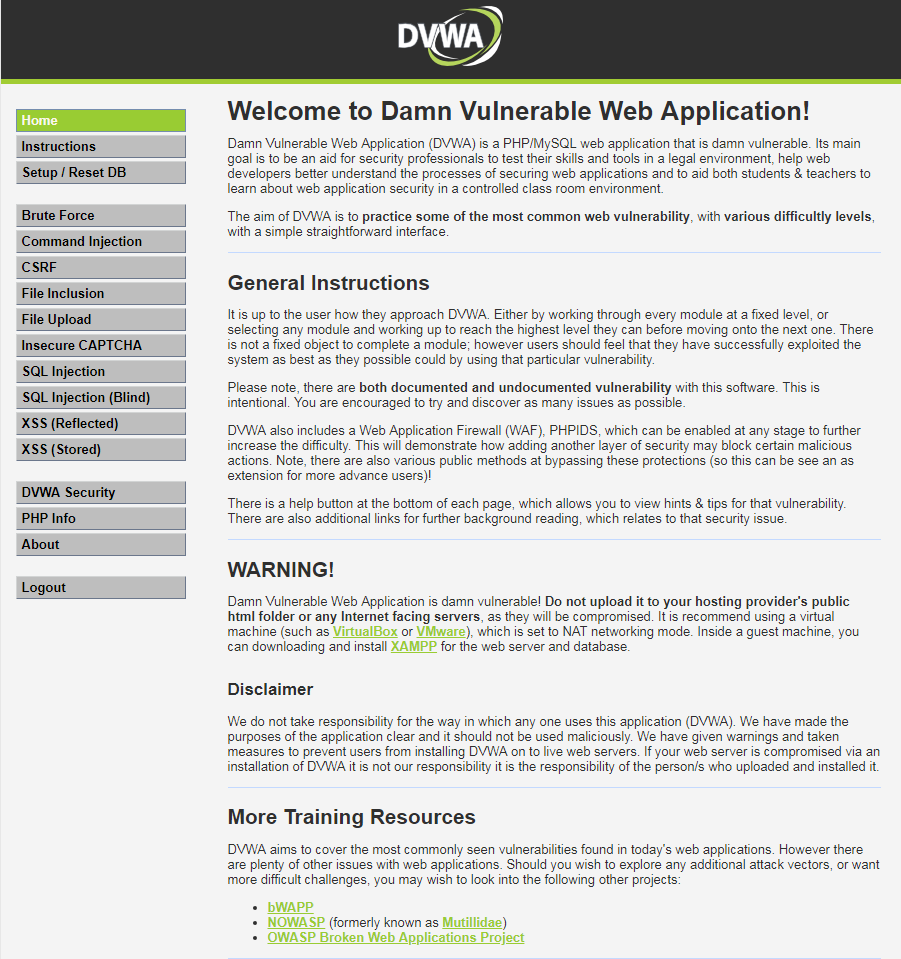 DVWA
Home
Instructions
Setup / Reset DB
Brute Force
Command Injection
CSRF
File Inclusion
File Upload
Insecure CAPTCHA
SQL Injection
SQL Injection (Blind)
XSS (Reflected)
XSS (Stored)
DVWA Security
PHP Info
About
Logout
Welcome to Damn Vulnerable Web Application!
Damn Vulnerable Web Application (DVWA) is a PHP/MySQL web application that is damn vulnerable. Its main
goal is to be an aid for security professionals to test their skills and tools in a legal environment, help web
developers better understand the processes of securing web applications and to aid both students & teachers to
learn about web application security in a controlled class room environment.
The aim of DVWA is to practice some of the most common web vulnerability, with various difficultly levels,
with a simple straightforward interface.
General Instructions
It is up to the user how they approach DVWA. Either by working through every module at a fixed level, or
selecting any module and working up to reach the highest level they can before moving onto the next one. There
is not a fixed object to complete a module; however users should feel that they have successfully exploited the
system as best as they possible could by using that particular vulnerability.
Please note, there are both documented and undocumented vulnerability with this software. This is
intentional. You are encouraged to try and discover as many issues as possible.
DVWA also includes a Web Application Firewall (WAF), PHPIDS, which can be enabled at any stage to further
increase the difficulty. This will demonstrate how adding another layer of security may block certain malicious
actions. Note, there are also various public methods at bypassing these protections (so this can be see an as
extension for more advance users)!
There is a help button at the bottom of each page, which allows you to view hints & tips for that vulnerability.
There are also additional links for further background reading, which relates to that security issue.
WARNING!
Damn Vulnerable Web Application is damn vulnerable! Do not upload it to your hosting provider's public
html folder or any Internet facing servers, as they will be compromised. It is recommend using a virtual
machine (such as VirtualBox or VMware), which is set to NAT networking mode. Inside a guest machine, you
can downloading and install XAMPP for the web server and database.
Disclaimer
We do not take responsibility for the way in which any one uses this application (DVWA). We have made the
purposes of the application clear and it should not be used maliciously. We have given warnings and taken
measures to prevent users from installing DVWA on to live web servers. If your web server is compromised via an
installation of DVWA it is not our responsibility it is the responsibility of the person/s who uploaded and installed it.
More Training Resources
DVWA aims to cover the most commonly seen vulnerabilities found in today's web applications. However there
are plenty of other issues with web applications. Should you wish to explore any additional attack vectors, or want
more difficult challenges, you may wish to look into the following other projects:
• bWAPP
• NOWASP (formerly known as Mutillidae)
• OWASP Broken Web Applications Project